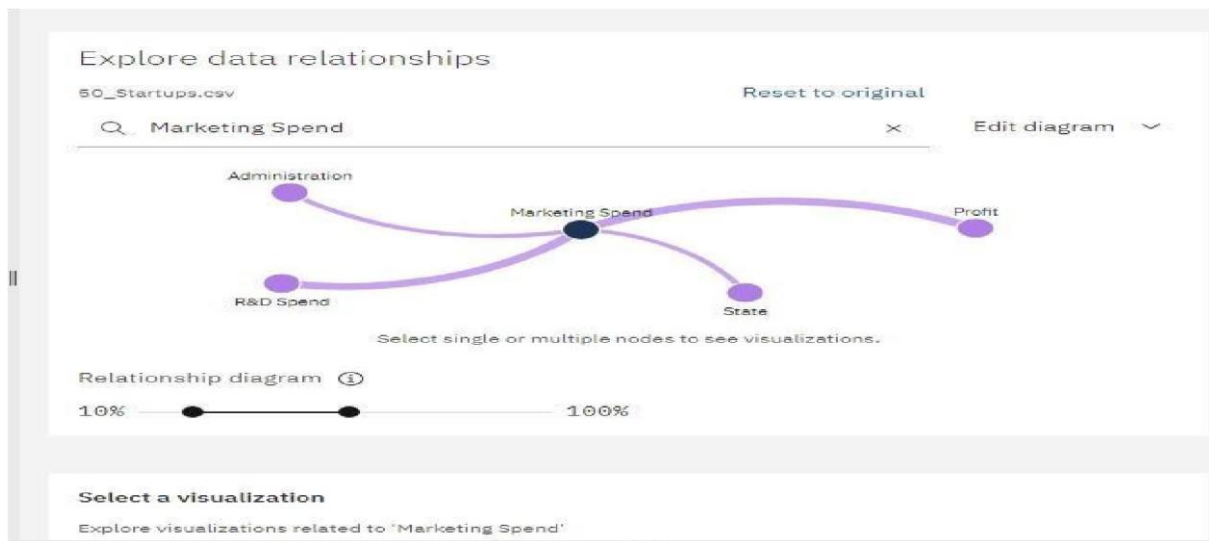 Explore data relationships
50_Startups.csv
Reset to original
Marketing Spend
Edit diagram
Administration
Marketing Spend
Profit
R&D Spend
State
Select single or multiple nodes to see visualizations.
Relationship diagram
10% 100%
Select a visualization
Explore visualizations related to 'Marketing Spend'